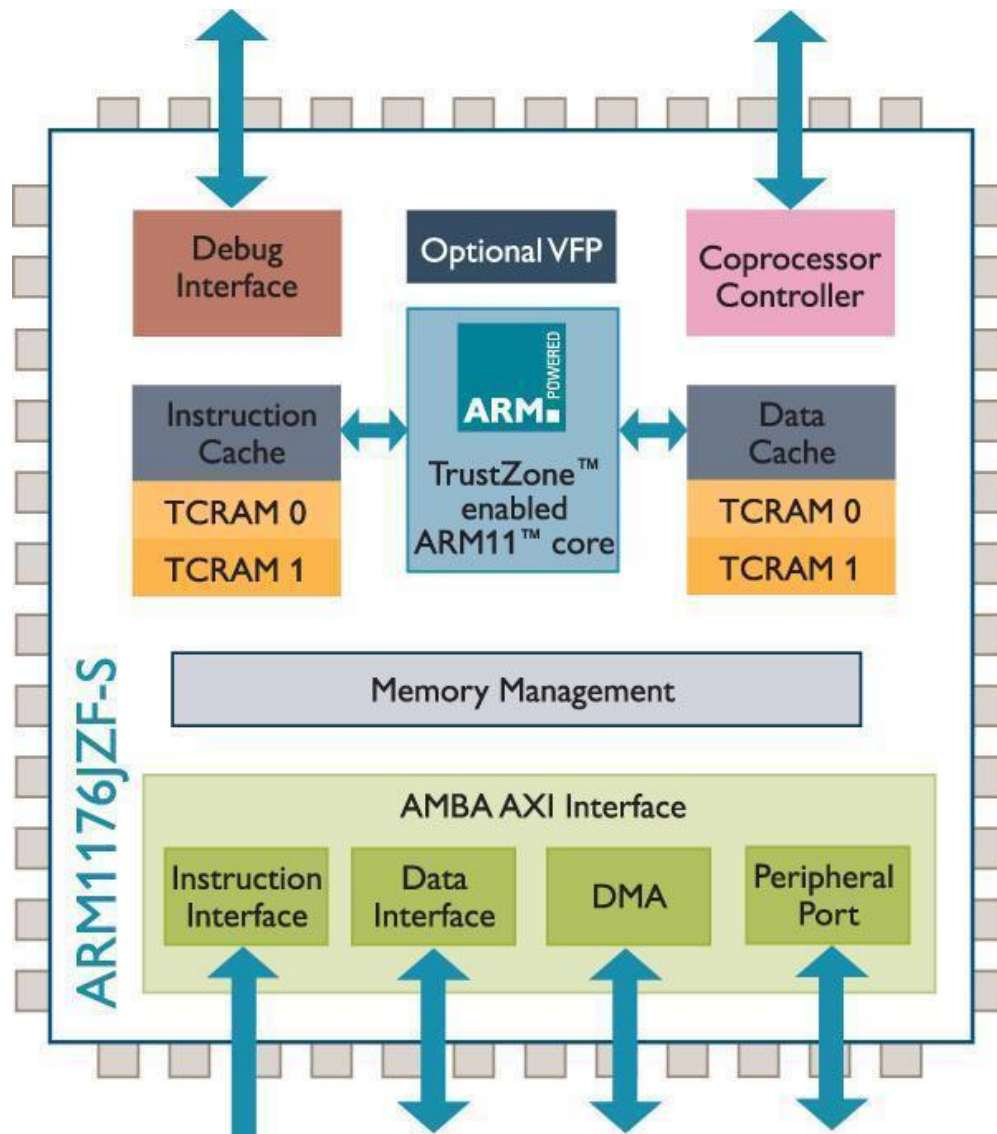 Debug
Interface
Optional VFP
Coprocessor
Controller
Instruction
Cache
TCRAM 0
TCRAM 1
ARM
POWERED
TrustZone™
enabled
ARM11™ core
Data
Cache
TCRAM 0
TCRAM 1
Memory Management
ARM1176JZF-S
AMBA AXI Interface
Instruction
Interface
Data
Interface
DMA
Peripheral
Port